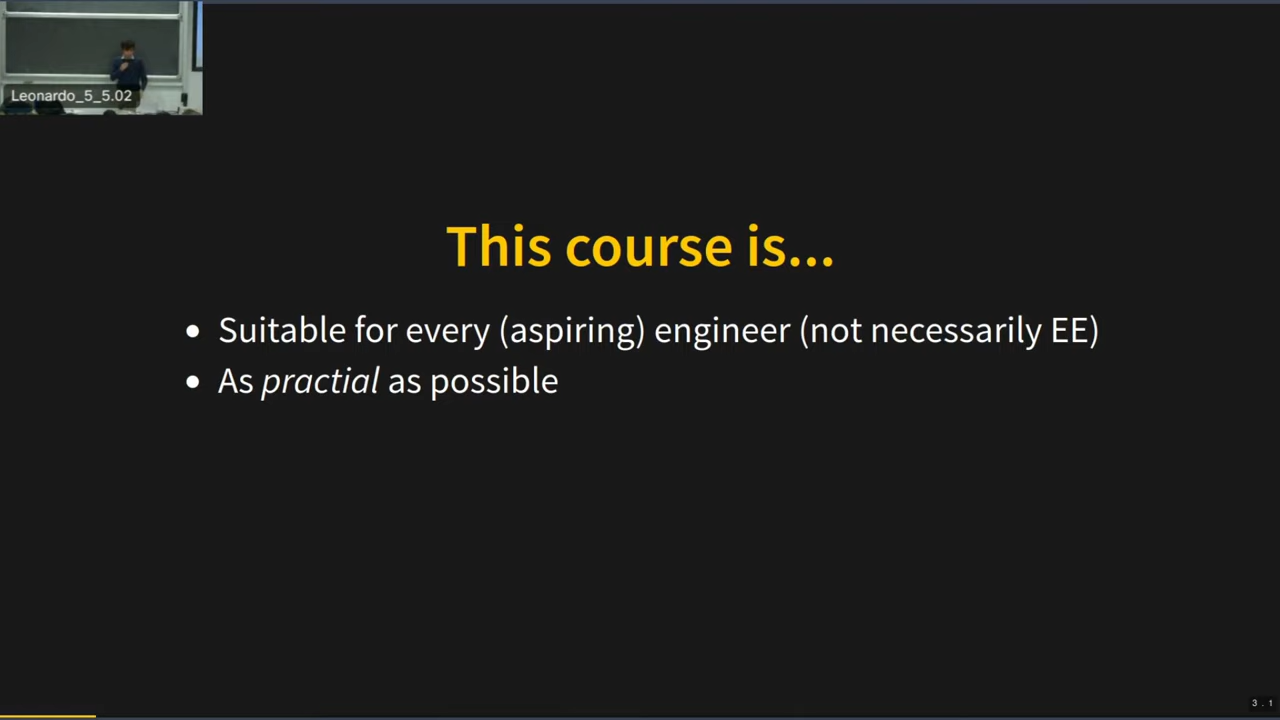 Leonardo_5_5.02
This course is...
• Suitable for every (aspiring) engineer (not necessarily EE)
• As practial as possible
3 . 1